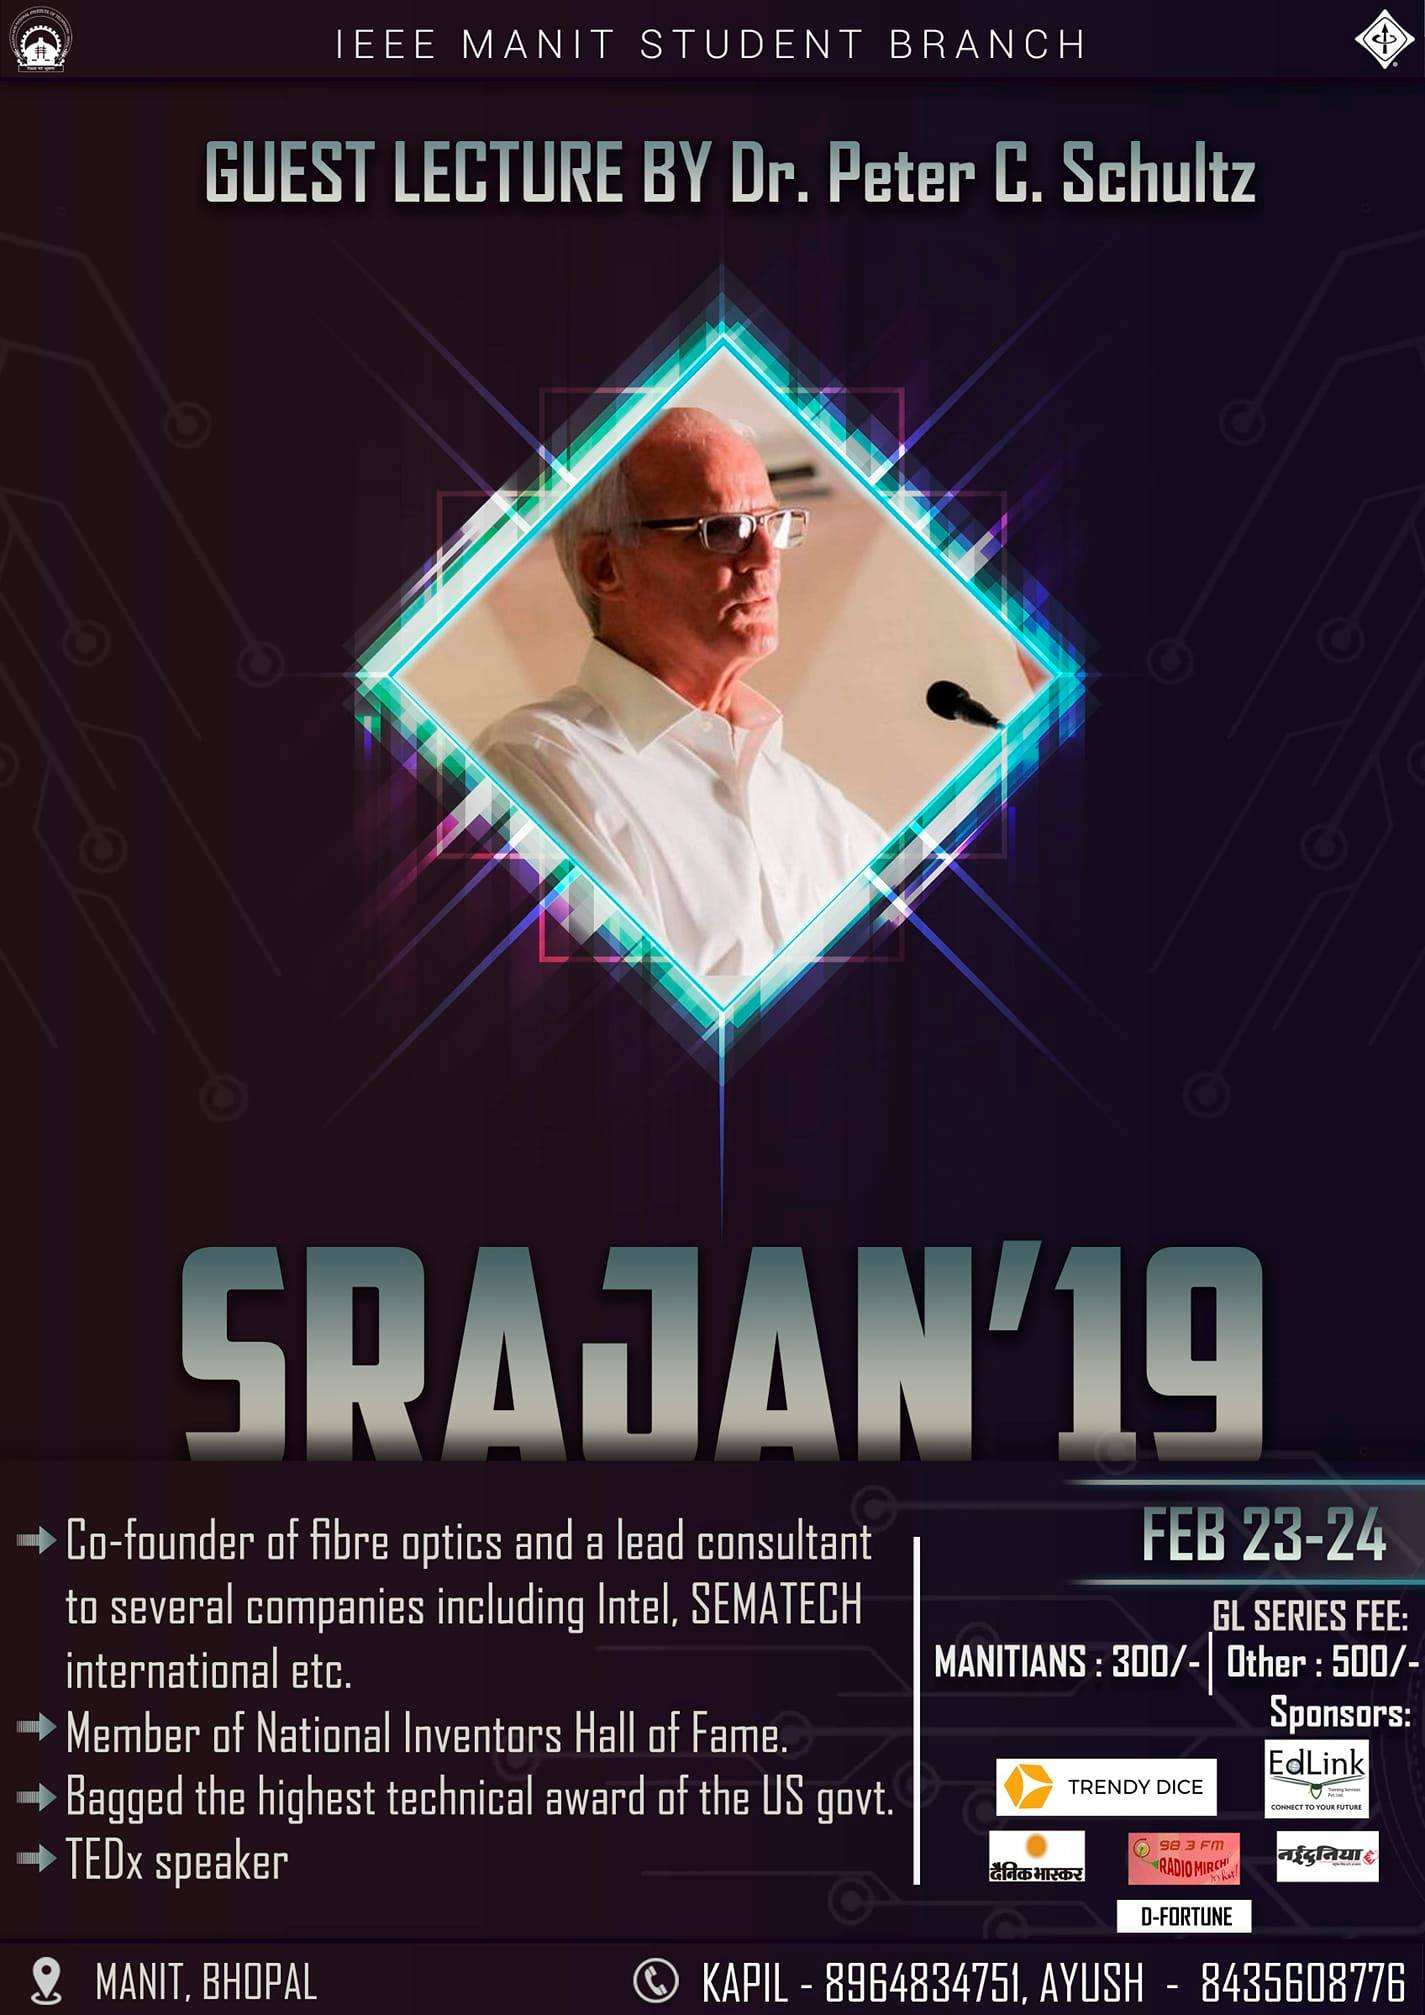 IEEE MANIT STUDENT BRANCH
GUEST LECTURE BY Dr. Peter C. Schultz
SRAJAN'19
Co-founder of fibre optics and a lead consultant
to several companies including Intel, SEMATECH
international etc.
Member of National Inventors Hall of Fame.
Bagged the highest technical award of the US govt.
TEDx speaker
FEB 23-24
GL SERIES FEE:
MANITIANS : 300/- | Other : 500/-
Sponsors:
TRENDY DICE
EdLink
Training Services
Pvt. Ltd.
CONNECT TO YOUR FUTURE
दैनिक भास्कर
98.3 FM
RADIO MIRCHI
नईदुनिया
D-FORTUNE
MANIT, BHOPAL
KAPIL - 8964834751, AYUSH - 8435608776